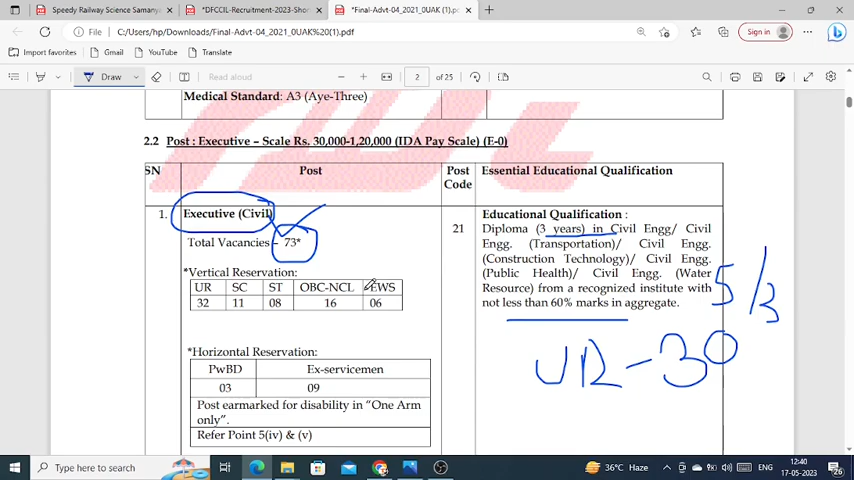 Speedy Railway Science Samanya
*DFCCIL-Recruitment-2023-Short
*Final-Advt-04_2021_0UAK (1).pd
File
C:/Users/hp/Downloads/Final-Advt-04_2021_0UAK%20(1).pdf
Sign in
Import favorites
Gmail
YouTube
Translate
Draw
Read aloud
2
of 25
Medical Standard: A3 (Aye-Three)
2.2 Post : Executive – Scale Rs. 30,000-1,20,000 (IDA Pay Scale) (E-0)
SN
Post
Post Code
Essential Educational Qualification
1.
Executive (Civil)
Total Vacancies – 73*
*Vertical Reservation:
UR SC ST OBC-NCL EWS
32 11 08 16 06
*Horizontal Reservation:
PwBD Ex-servicemen
03 09
Post earmarked for disability in "One Arm
only".
Refer Point 5(iv) & (v)
21
Educational Qualification :
Diploma (3 years) in Civil Engg/ Civil
Engg. (Transportation)/ Civil Engg.
(Construction Technology)/ Civil Engg.
(Public Health)/ Civil Engg. (Water
Resource) from a recognized institute with
not less than 60% marks in aggregate.
5/3
UR - 30
Type here to search
36°C Haze
ENG
12:40
17-05-2023
26